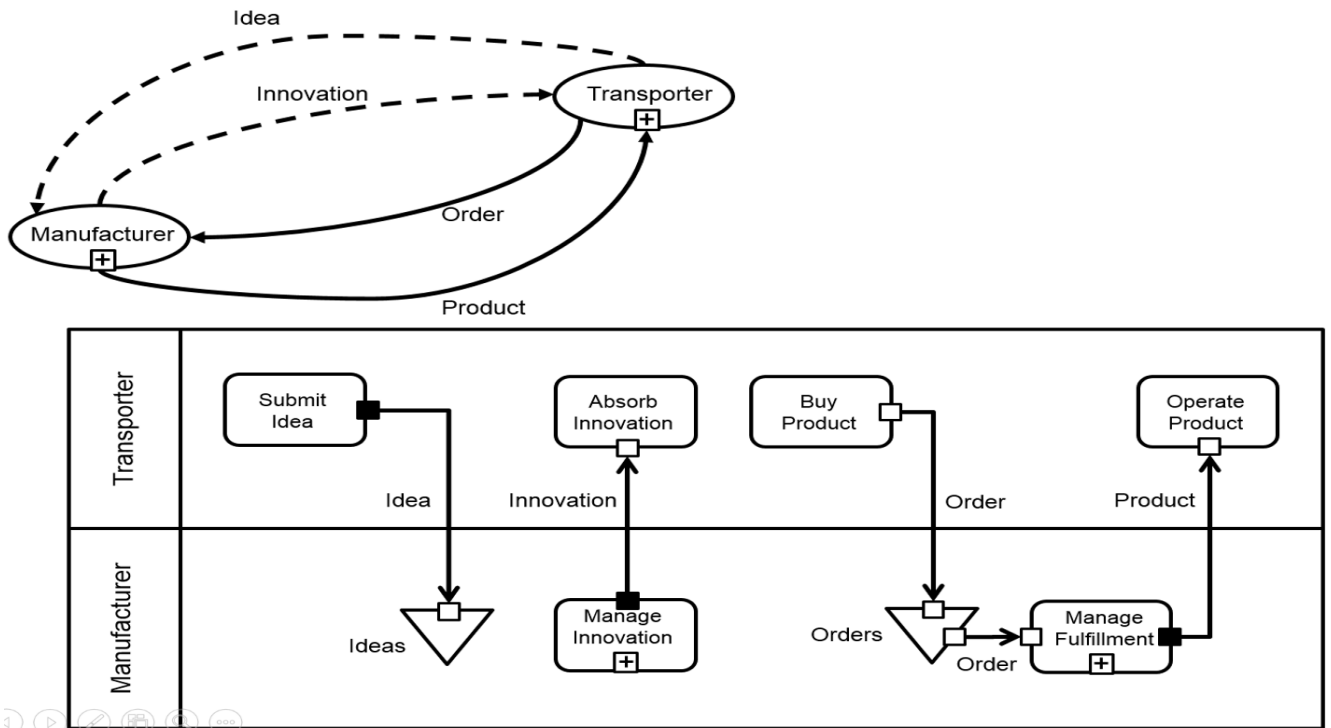 Idea
Innovation
Transporter
Order
Manufacturer
Product
Transporter
Submit
Idea
Absorb
Innovation
Buy
Product
Operate
Product
Idea
Innovation
Order
Product
Manufacturer
Ideas
Manage
Innovation
Orders
Order
Manage
Fulfillment